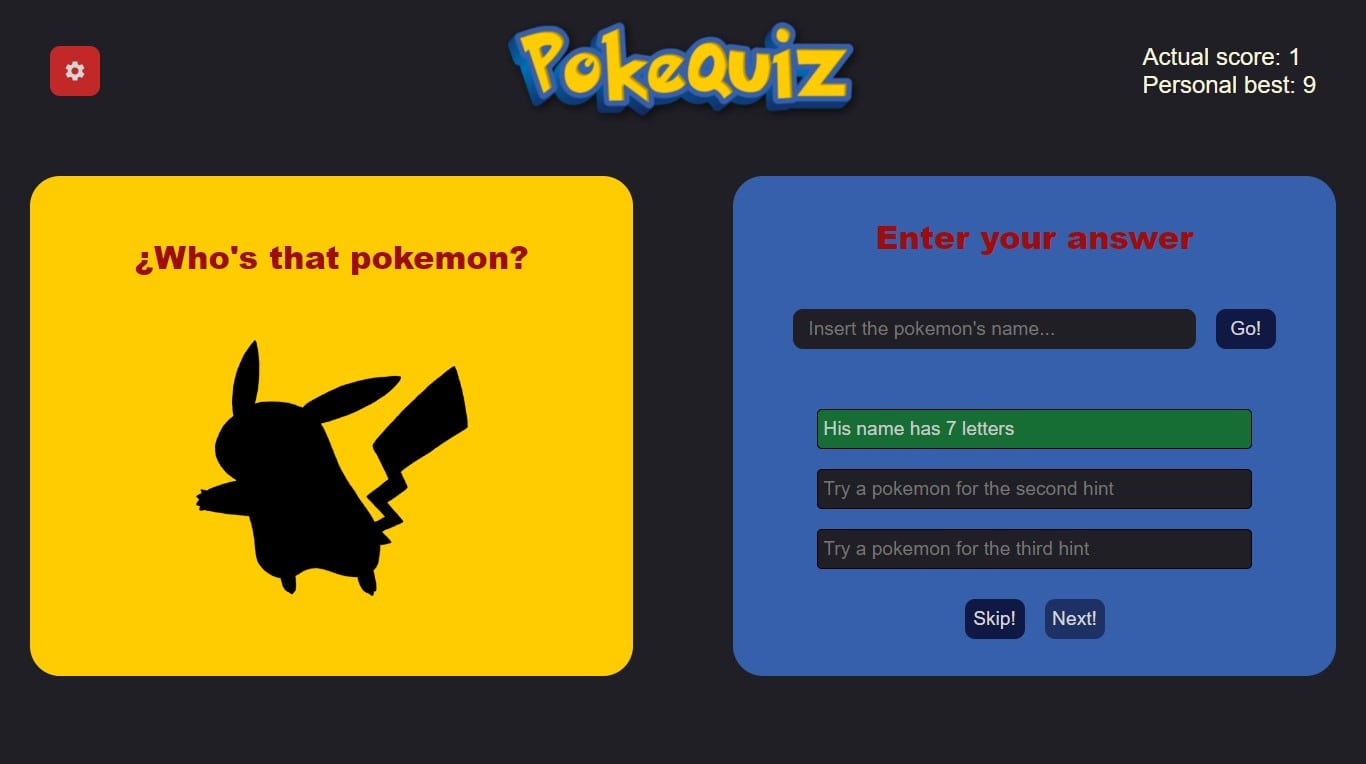 PokeQuiz
Actual score: 1
Personal best: 9
¿Who's that pokemon?
Enter your answer
Insert the pokemon's name...
Go!
His name has 7 letters
Try a pokemon for the second hint
Try a pokemon for the third hint
Skip!
Next!